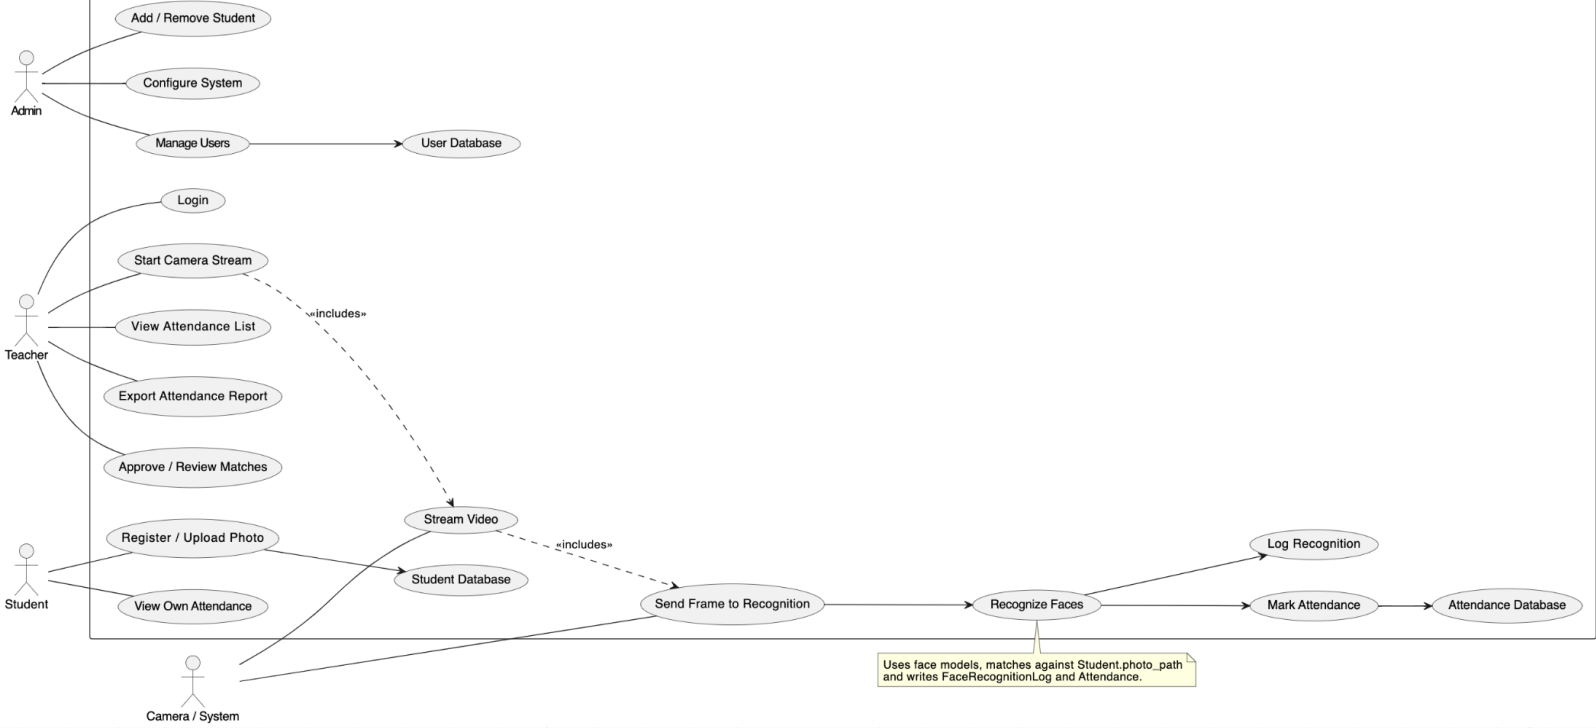 Add / Remove Student
Configure System
Admin
Manage Users
User Database
Login
Start Camera Stream
«includes»
View Attendance List
Teacher
Export Attendance Report
Approve / Review Matches
Stream Video
Register / Upload Photo
«includes»
Log Recognition
Student Database
Student
View Own Attendance
Send Frame to Recognition
Recognize Faces
Mark Attendance
Attendance Database
Uses face models, matches against Student.photo_path
and writes FaceRecognitionLog and Attendance.
Camera / System